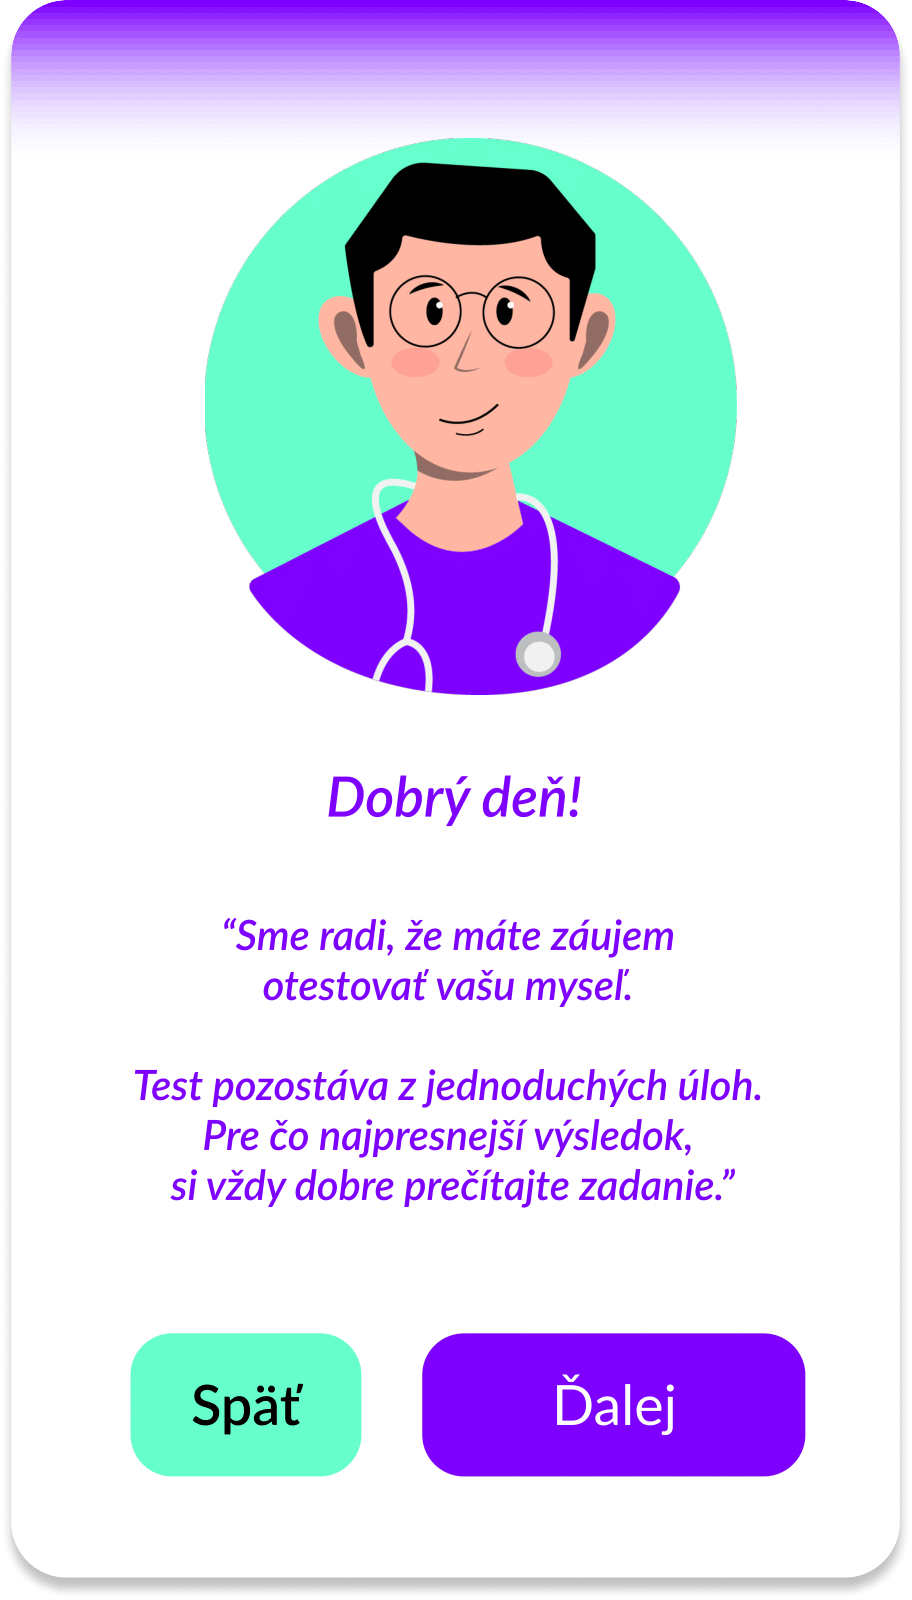 Dobrý deň!
“Sme radi, že máte záujem
otestovať vašu myseľ.
Test pozostáva z jednoduchých úloh.
Pre čo najpresnejší výsledok,
si vždy dobre prečítajte zadanie.”
Späť
Ďalej